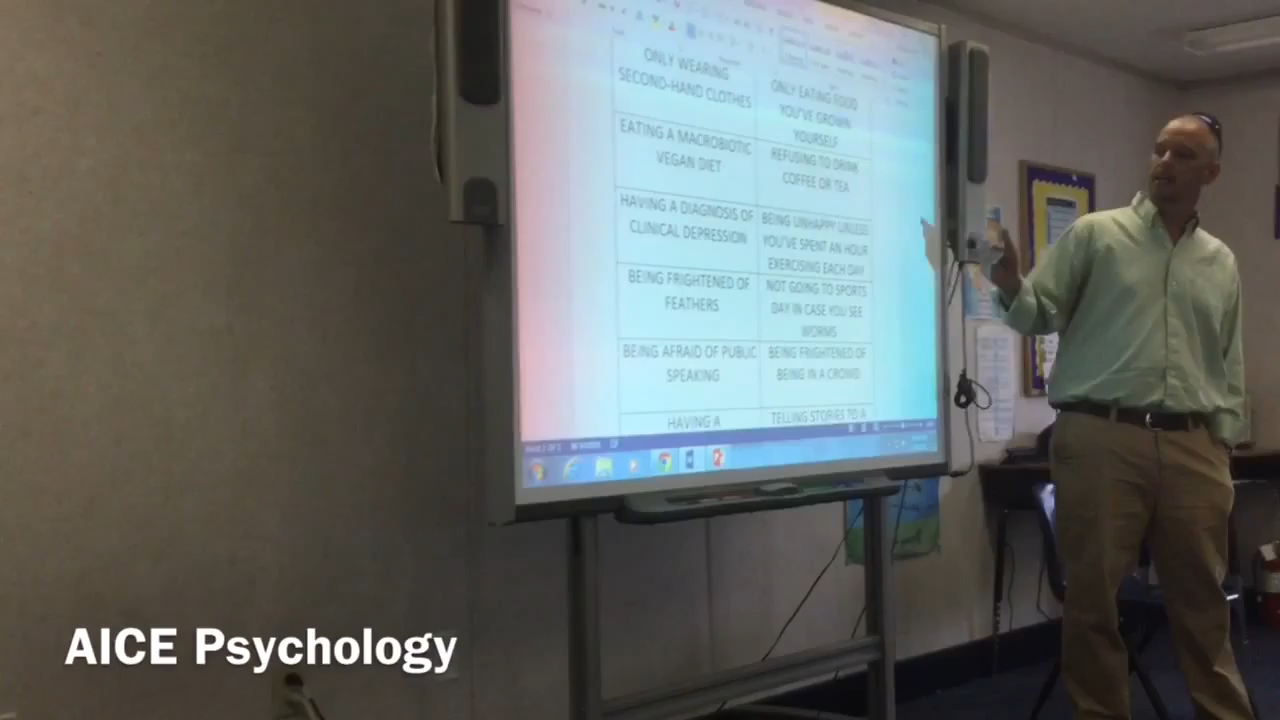 ONLY WEARING
SECOND-HAND CLOTHES
ONLY EATING FOOD
YOU'VE GROWN
YOURSELF
EATING A MACROBIOTIC
VEGAN DIET
REFUSING TO DRINK
COFFEE OR TEA
HAVING A DIAGNOSIS OF
CLINICAL DEPRESSION
BEING UNHAPPY UNLESS
YOU'VE SPENT AN HOUR
EXERCISING EACH DAY
BEING FRIGHTENED OF
FEATHERS
NOT GOING TO SPORTS
DAY IN CASE YOU SEE
WORMS
BEING AFRAID OF PUBLIC
SPEAKING
BEING FRIGHTENED OF
BEING IN A CROWD
HAVING A
TELLING STORIES TO A
AICE Psychology